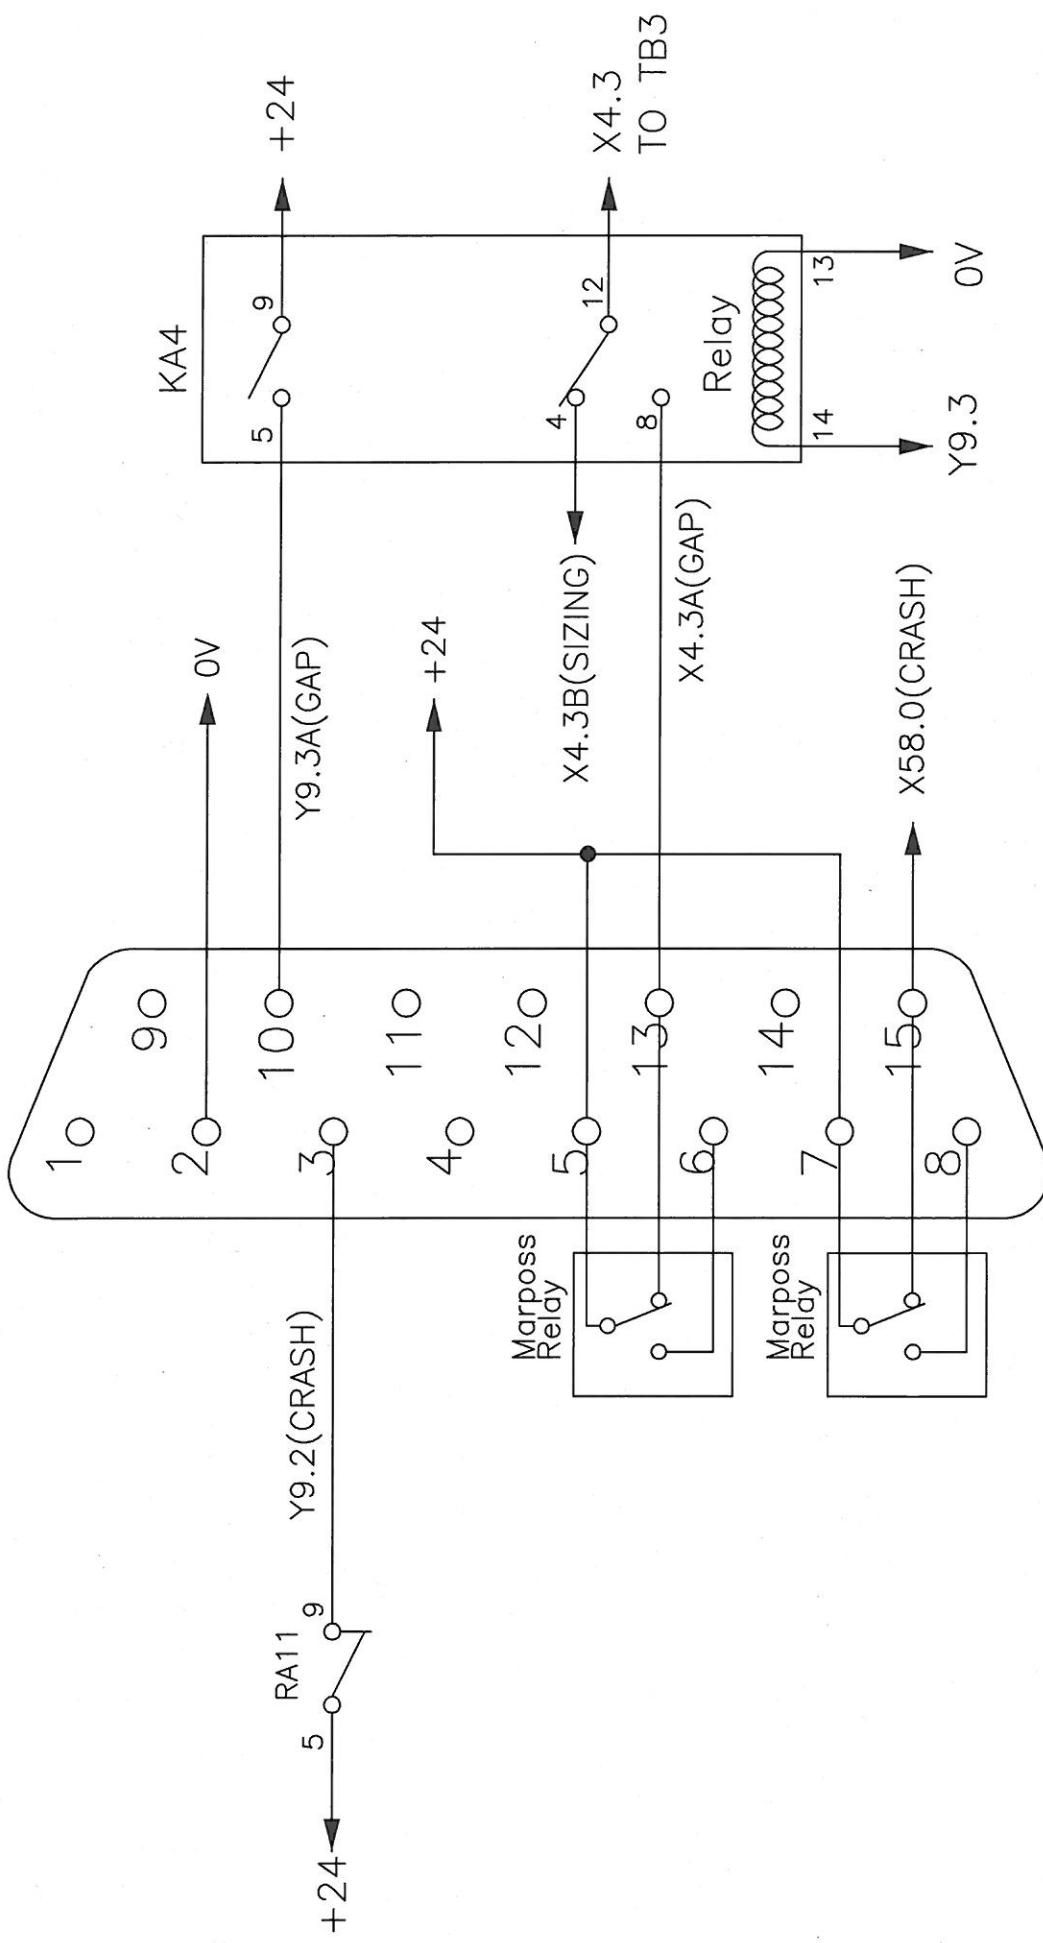 KA4
5
9
+24
4
12
8
X4.3
TO TB3
Relay
14
13
Y9.3
0V
0V
Y9.3A(GAP)
+24
X4.3B(SIZING)
X4.3A(GAP)
X58.0(CRASH)
1
2
3
4
5
6
7
8
9
10
11
12
13
14
15
Marposs
Relay
Marposs
Relay
+24
5
RA11
9
Y9.2(CRASH)